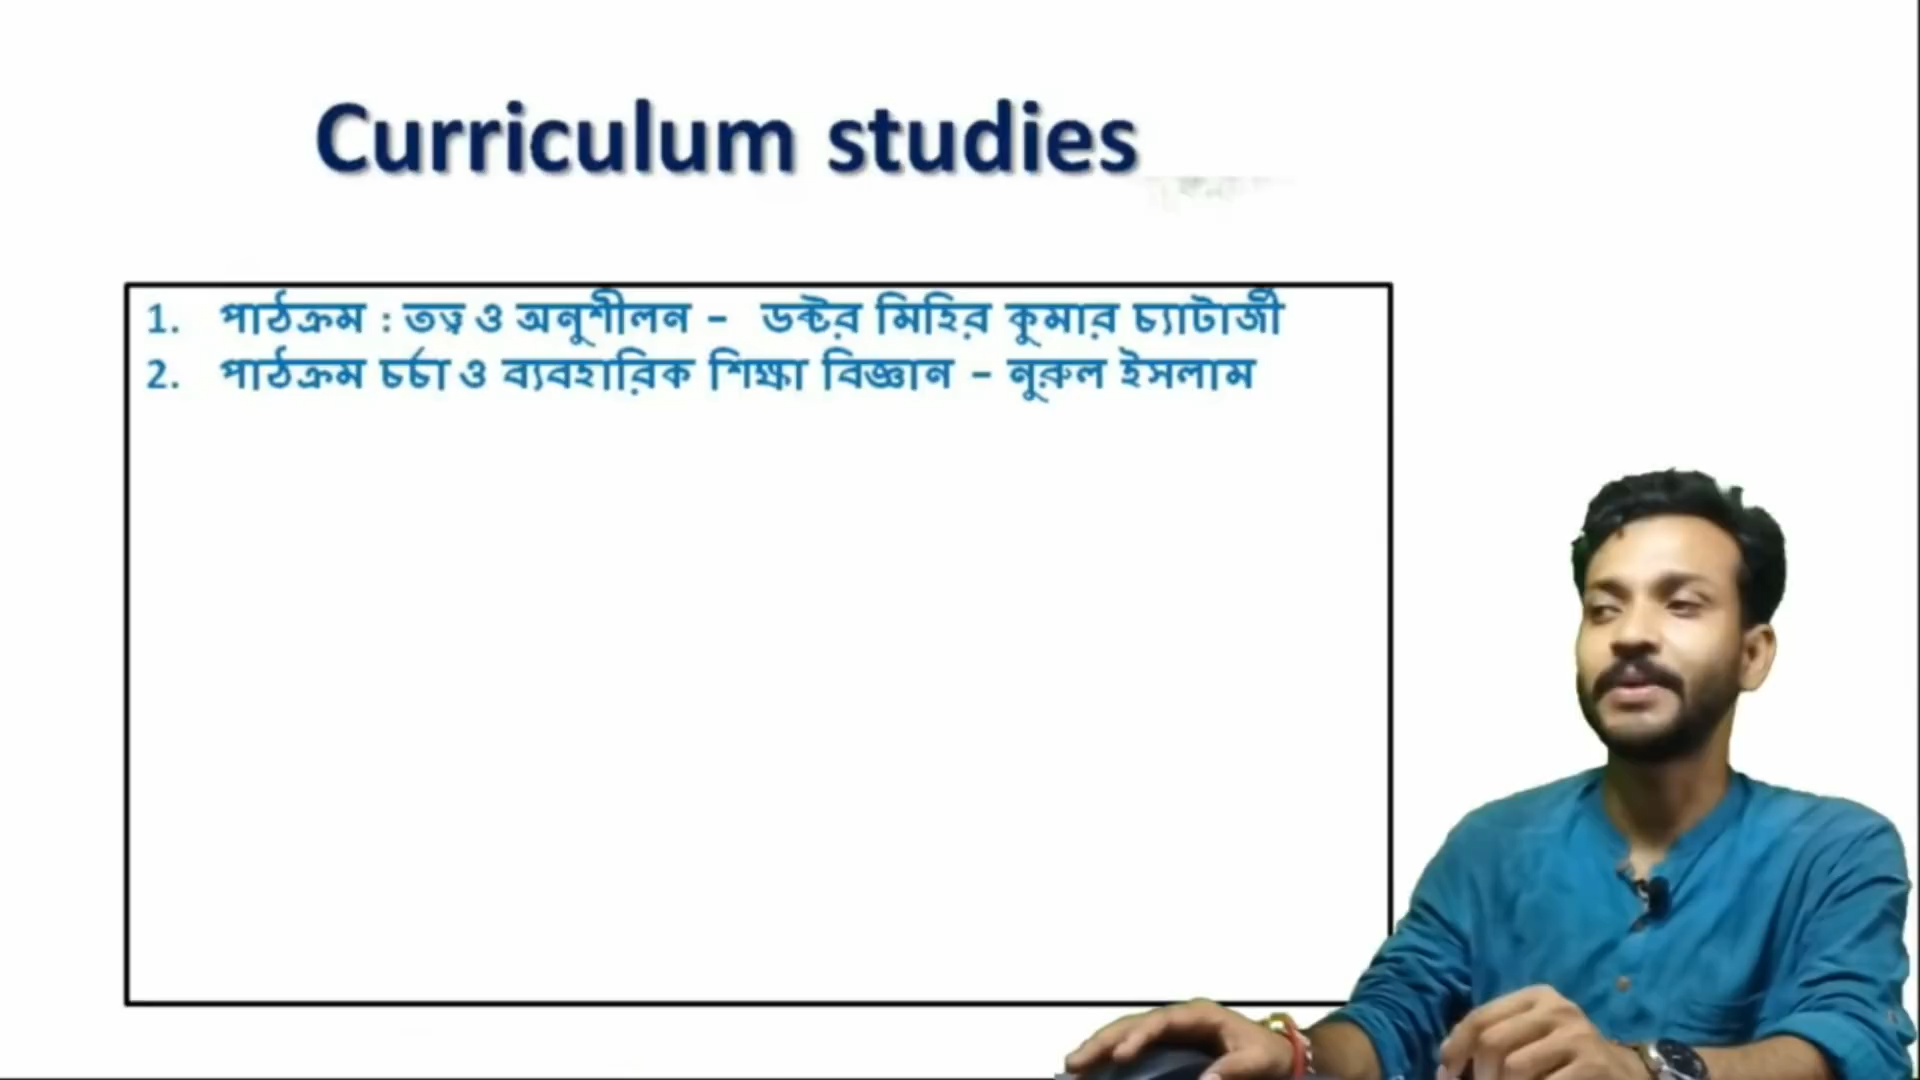 Curriculum studies
1. পাঠক্রম : তত্ত্ব ও অনুশীলন – ডক্টর মিহির কুমার চ্যাটার্জী
2. পাঠক্রম চর্চা ও ব্যবহারিক শিক্ষা বিজ্ঞান – নুরুল ইসলাম